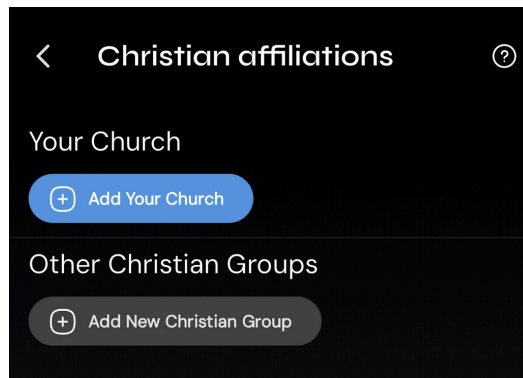 Christian affiliations
Your Church
Add Your Church
Other Christian Groups
Add New Christian Group